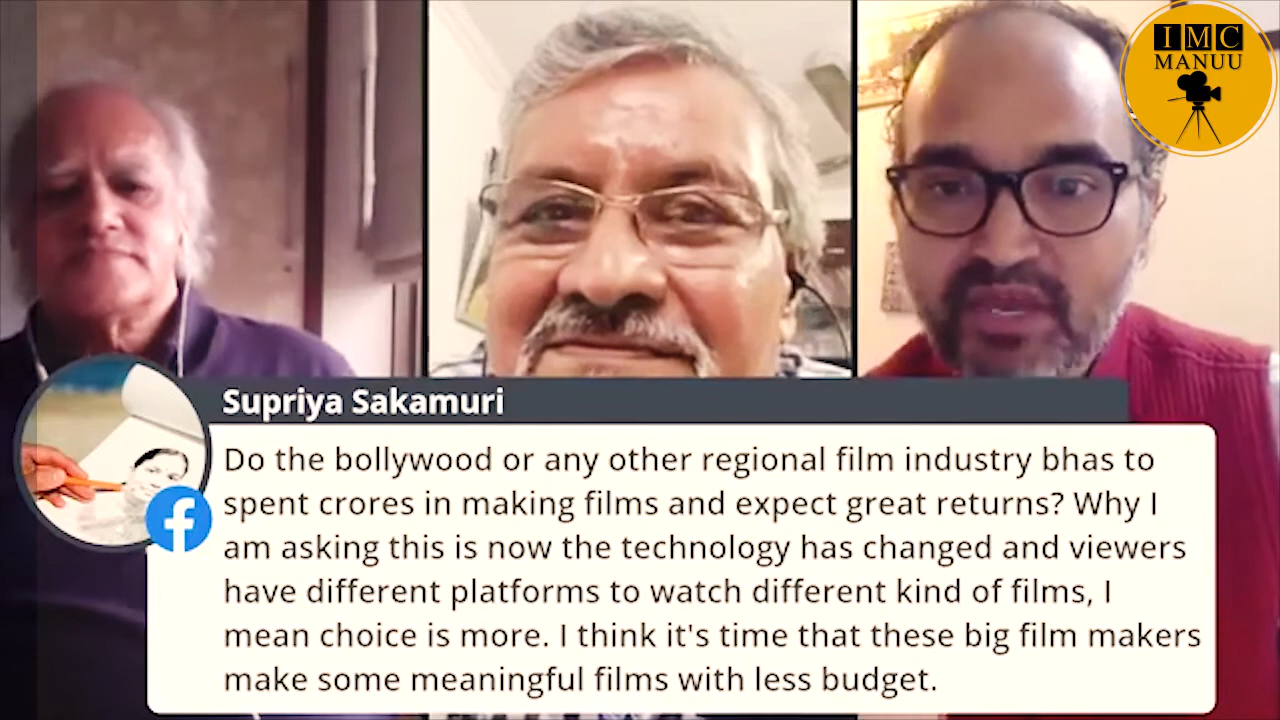 IMC
MANUU
Supriya Sakamuri
Do the bollywood or any other regional film industry bhas to
spent crores in making films and expect great returns? Why I
am asking this is now the technology has changed and viewers
have different platforms to watch different kind of films, I
mean choice is more. I think it's time that these big film makers
make some meaningful films with less budget.